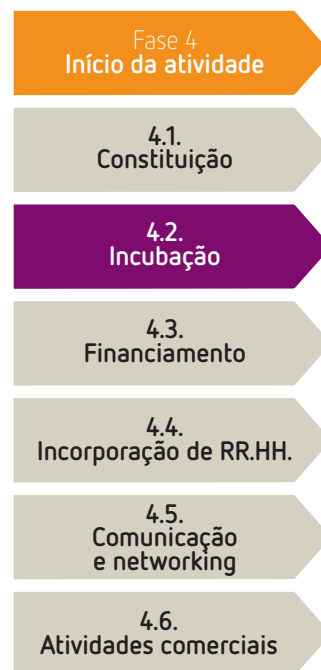 Fase 4
Início da atividade
4.1.
Constituição
4.2.
Incubação
4.3.
Financiamento
4.4.
Incorporação de RR.HH.
4.5.
Comunicação
e networking
4.6.
Atividades comerciais